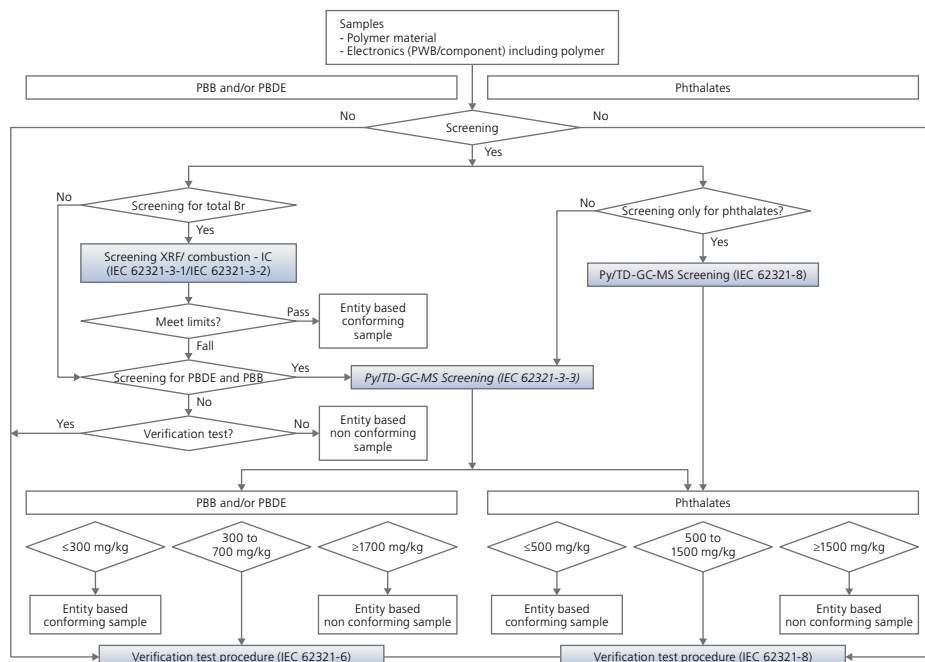 Samples
- Polymer material
- Electronics (PWB/component) including polymer
PBB and/or PBDE
Phthalates
No
Screening
No
Yes
No
Screening for total Br
Yes
No
Screening only for phthalates?
Yes
Screening XRF/ combustion - IC
(IEC 62321-3-1/IEC 62321-3-2)
Py/TD-GC-MS Screening (IEC 62321-8)
Meet limits?
Pass
Entity based
conforming
sample
Fall
Screening for PBDE and PBB
Yes
Py/TD-GC-MS Screening (IEC 62321-3-3)
No
Yes
Verification test?
No
Entity based
non conforming
sample
PBB and/or PBDE
Phthalates
≤300 mg/kg
300 to
700 mg/kg
≥1700 mg/kg
≤500 mg/kg
500 to
1500 mg/kg
≥1500 mg/kg
Entity based
conforming sample
Entity based
non conforming sample
Entity based
conforming sample
Entity based
non conforming sample
Verification test procedure (IEC 62321-6)
Verification test procedure (IEC 62321-8)